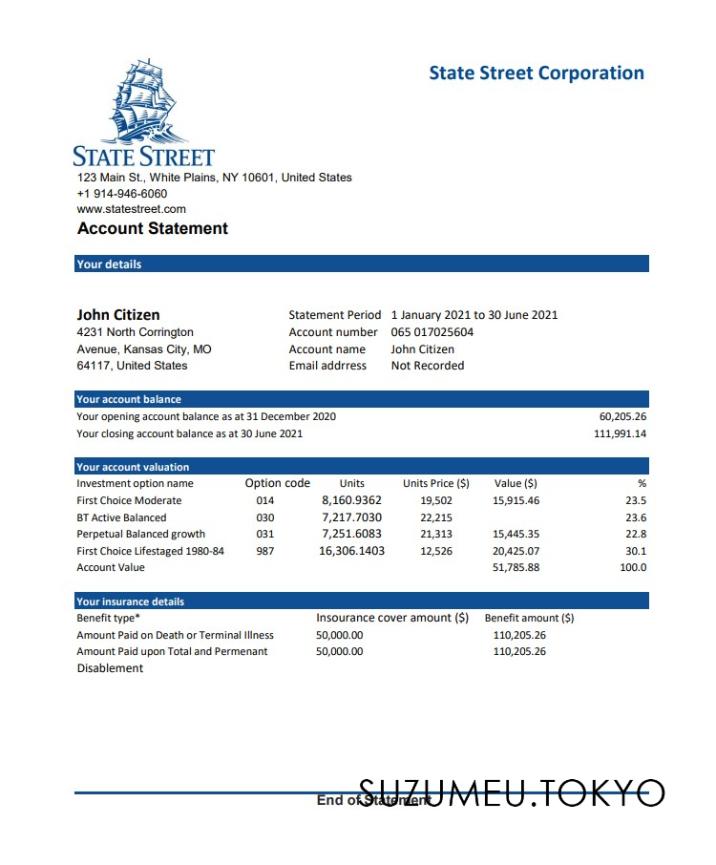 State Street Corporation
STATE STREET
123 Main St., White Plains, NY 10601, United States
+1 914-946-6060
www.statestreet.com
Account Statement
Your details
John Citizen
4231 North Corrington
Avenue, Kansas City, MO
64117, United States
Statement Period 1 January 2021 to 30 June 2021
Account number 065 017025604
Account name John Citizen
Email addrress Not Recorded
Your account balance
Your opening account balance as at 31 December 2020 60,205.26
Your closing account balance as at 30 June 2021 111,991.14
Your account valuation
Investment option name Option code Units Units Price ($) Value ($) %
First Choice Moderate 014 8,160.9362 19,502 15,915.46 23.5
BT Active Balanced 030 7,217.7030 22,215 23.6
Perpetual Balanced growth 031 7,251.6083 21,313 15,445.35 22.8
First Choice Lifestaged 1980-84 987 16,306.1403 12,526 20,425.07 30.1
Account Value 51,785.88 100.0
Your insurance details
Benefit type* Insourance cover amount ($) Benefit amount ($)
Amount Paid on Death or Terminal Illness 50,000.00 110,205.26
Amount Paid upon Total and Permenant 50,000.00 110,205.26
Disablement
End of Statement
SUZUMEU.TOKYO